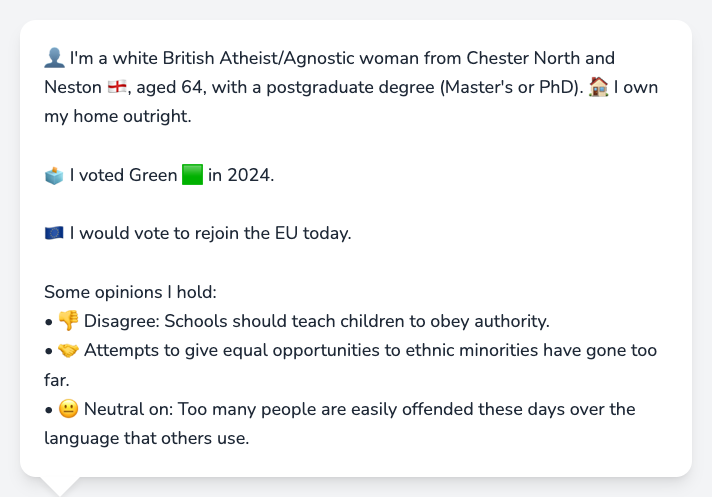 👤 I'm a white British Atheist/Agnostic woman from Chester North and
Neston 🏴󠁧󠁢󠁥󠁮󠁧󠁿, aged 64, with a postgraduate degree (Master's or PhD). 🏠 I own
my home outright.
🗳️ I voted Green 🟩 in 2024.
🇪🇺 I would vote to rejoin the EU today.
Some opinions I hold:
• 👎 Disagree: Schools should teach children to obey authority.
• 🤝 Attempts to give equal opportunities to ethnic minorities have gone too
far.
• 😐 Neutral on: Too many people are easily offended these days over the
language that others use.